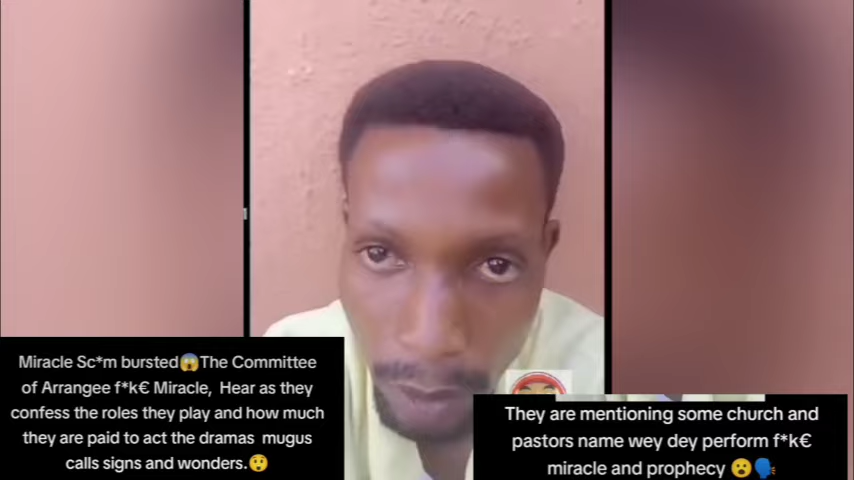 Miracle Sc*m bursted😱The Committee
of Arrangee f*k€ Miracle, Hear as they
confess the roles they play and how much
they are paid to act the dramas mugus
calls signs and wonders.😲
They are mentioning some church and
pastors name wey dey perform f*k€
miracle and prophecy 😮🗣️